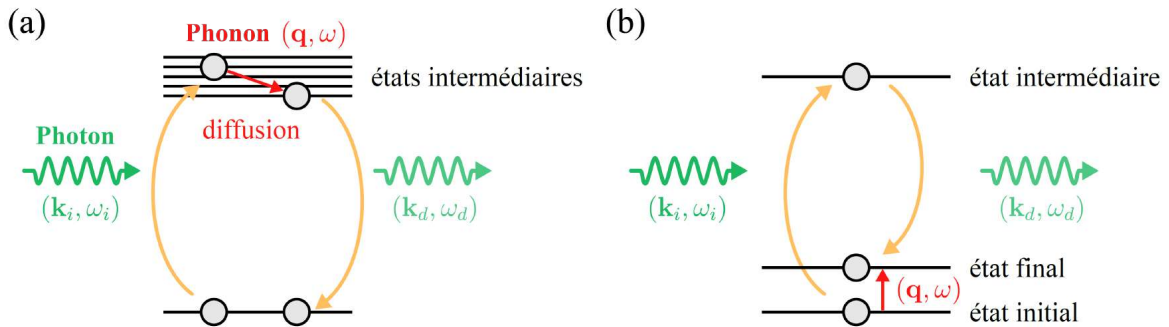 (a)
Phonon (q, ω)
états intermédiaires
diffusion
Photon
(k_i, ω_i)
(k_d, ω_d)
(b)
état intermédiaire
(k_i, ω_i)
(k_d, ω_d)
état final
(q, ω)
état initial